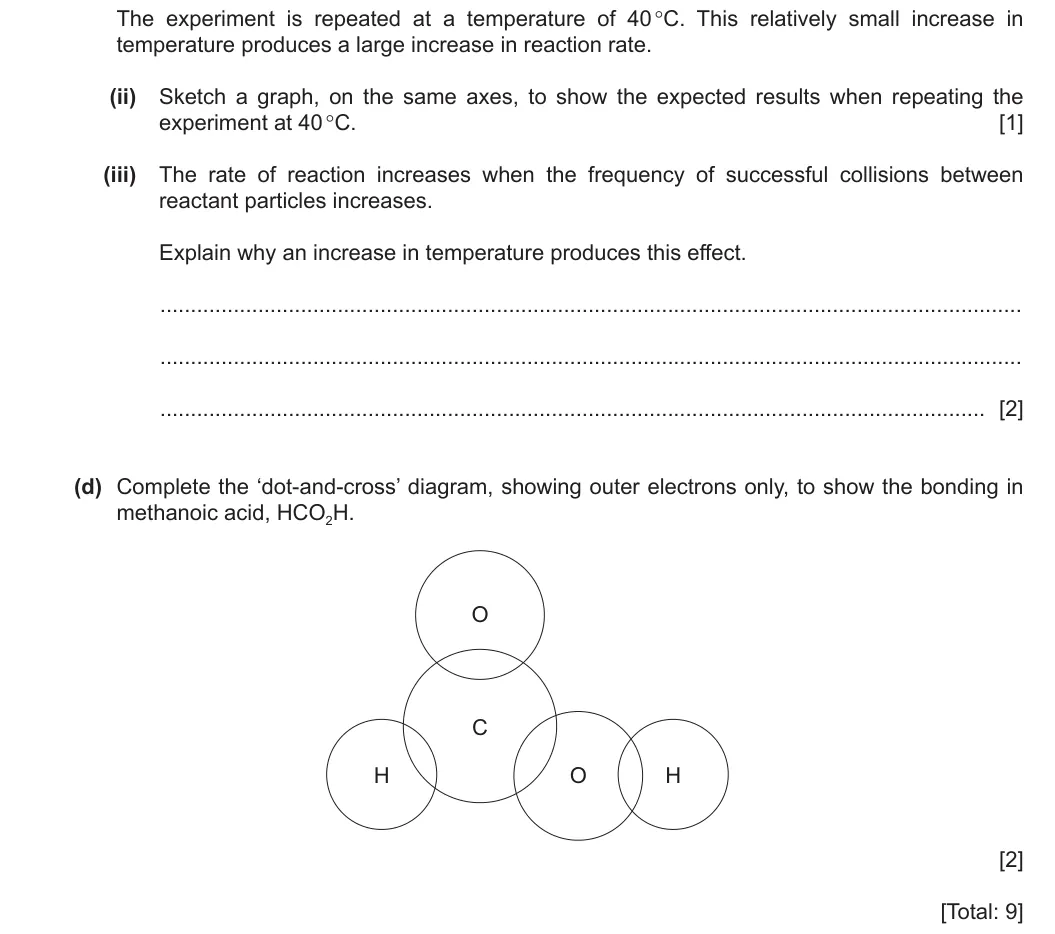 The experiment is repeated at a temperature of 40 °C. This relatively small increase in
temperature produces a large increase in reaction rate.
(ii) Sketch a graph, on the same axes, to show the expected results when repeating the
experiment at 40 °C. [1]
(iii) The rate of reaction increases when the frequency of successful collisions between
reactant particles increases.
Explain why an increase in temperature produces this effect.
..........
..........
.......... [2]
(d) Complete the ‘dot-and-cross’ diagram, showing outer electrons only, to show the bonding in
methanoic acid, HCO₂H.
O
C
H O H
[2]
[Total: 9]